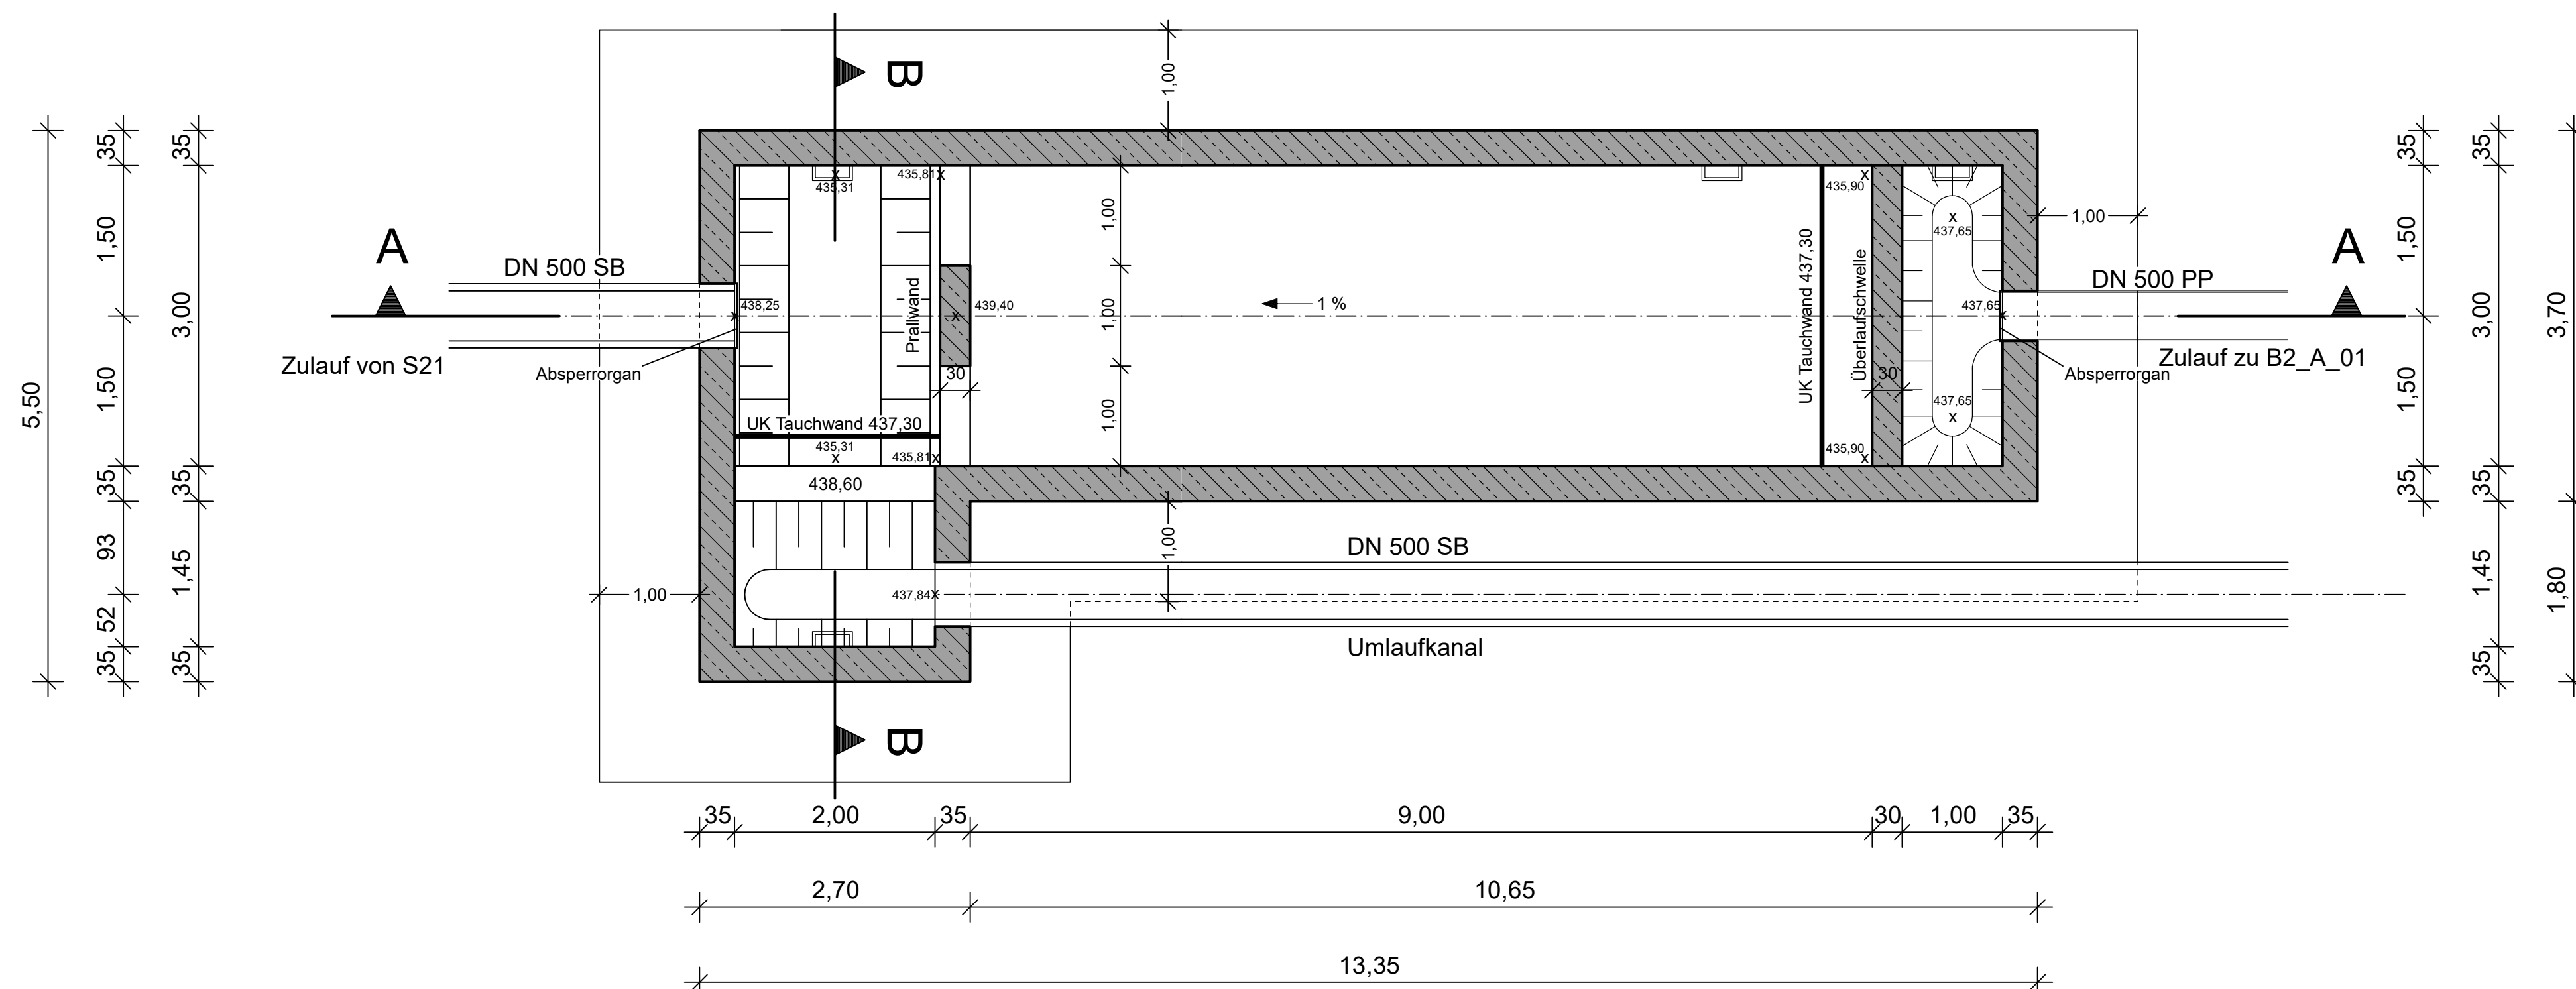 B
1,00
35
35
35
35
435,31
435,81x
x
435,90
1,50
1,00
x
437,65
1,00
1,50
A
A
DN 500 SB
DN 500 PP
438,25
Prallwand
439,40
1 %
UK Tauchwand 437,30
Überlaufschwelle
437,65
3,00
1,00
3,00
3,70
Zulauf von S21
Absperrorgan
30
30
Absperrorgan
Zulauf zu B2_A_01
5,50
1,50
1,00
437,65
x
1,50
UK Tauchwand 437,30
435,31
x
435,81x
435,90
x
35
35
438,60
35
35
93
1,45
1,00
DN 500 SB
1,45
1,80
52
1,00
437,84x
Umlaufkanal
35
35
35
B
35
2,00
35
9,00
30
1,00
35
2,70
10,65
13,35